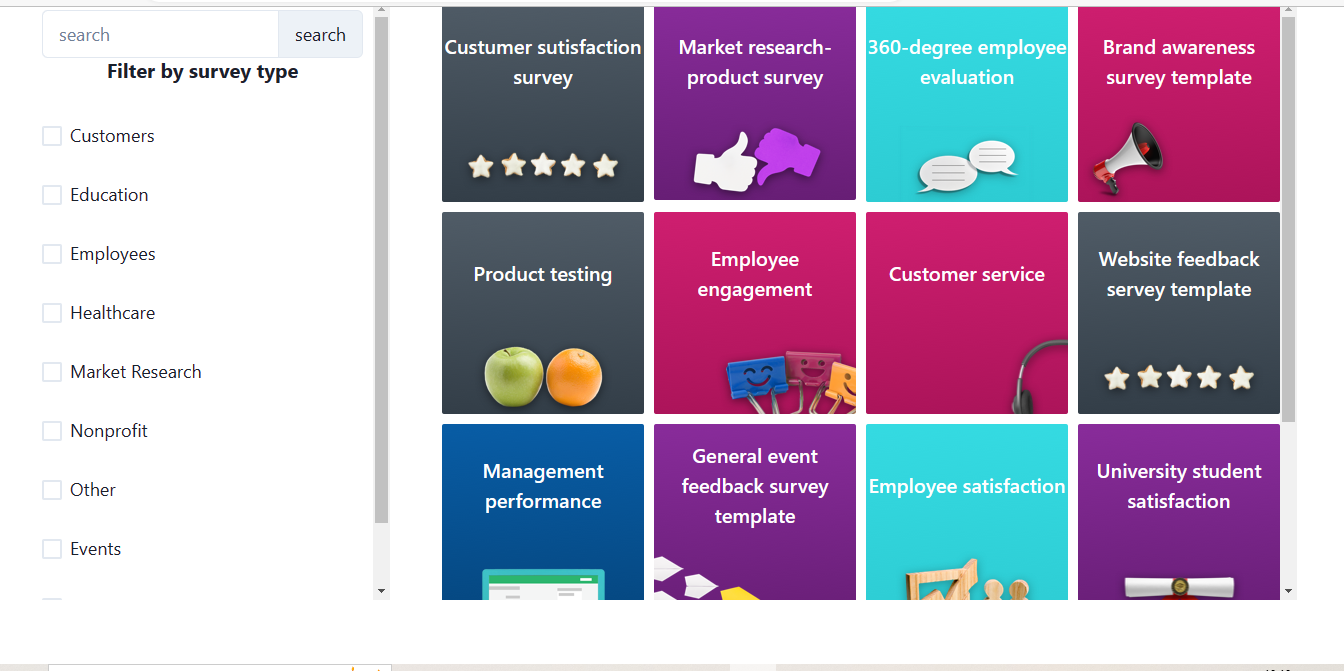 search
search
Filter by survey type
Customers
Education
Employees
Healthcare
Market Research
Nonprofit
Other
Events
Custumer sutisfaction
survey
Market research-
product survey
360-degree employee
evaluation
Brand awareness
survey template
Product testing
Employee
engagement
Customer service
Website feedback
servey template
Management
performance
General event
feedback survey
template
Employee satisfaction
University student
satisfaction